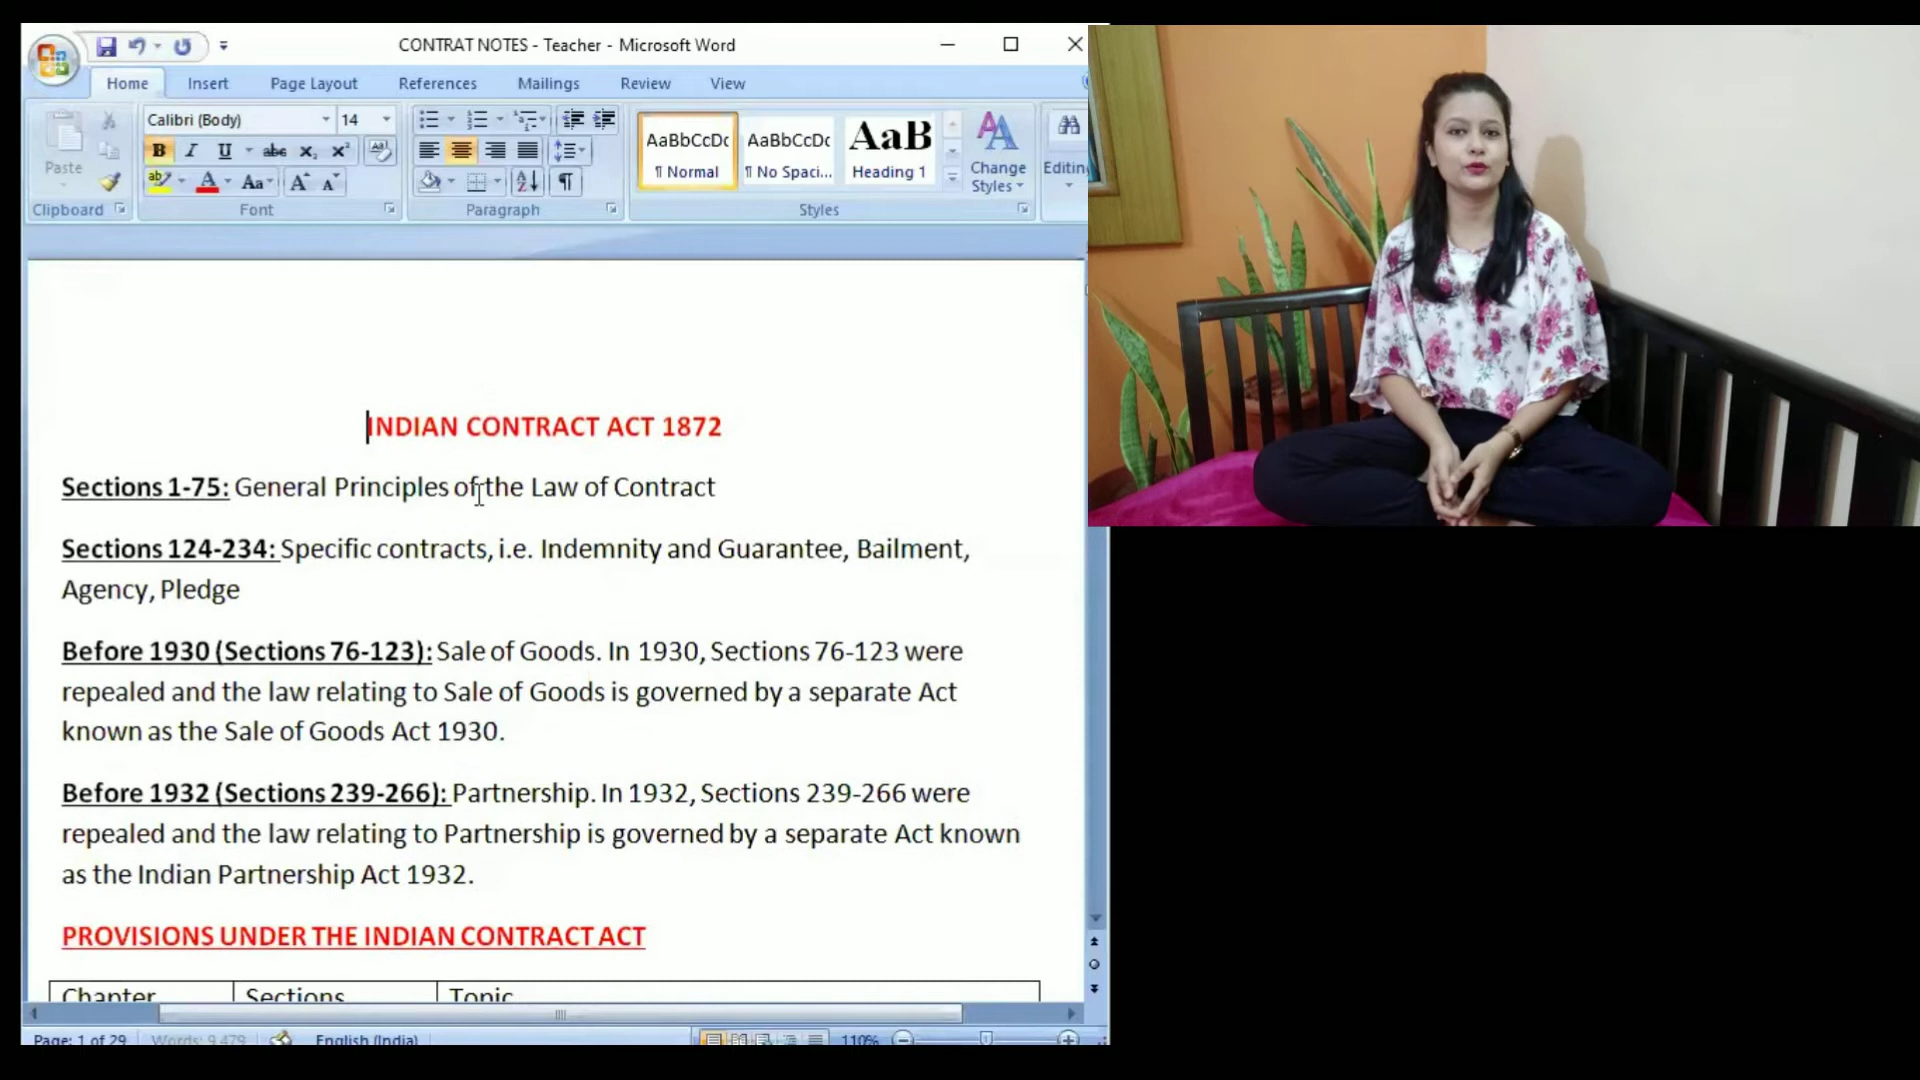 CONTRAT NOTES - Teacher - Microsoft Word
Home Insert Page Layout References Mailings Review View
Calibri (Body) 14
Paste
Clipboard Font Paragraph Styles
AaBbCcDc AaBbCcDc AaB
¶ Normal ¶ No Spaci... Heading 1
Change Styles
Editing
INDIAN CONTRACT ACT 1872
Sections 1-75: General Principles of the Law of Contract
Sections 124-234: Specific contracts, i.e. Indemnity and Guarantee, Bailment,
Agency, Pledge
Before 1930 (Sections 76-123): Sale of Goods. In 1930, Sections 76-123 were
repealed and the law relating to Sale of Goods is governed by a separate Act
known as the Sale of Goods Act 1930.
Before 1932 (Sections 239-266): Partnership. In 1932, Sections 239-266 were
repealed and the law relating to Partnership is governed by a separate Act known
as the Indian Partnership Act 1932.
PROVISIONS UNDER THE INDIAN CONTRACT ACT
Chapter Sections Topic
Page: 1 of 29 Words: 9,479 English (India) 110%